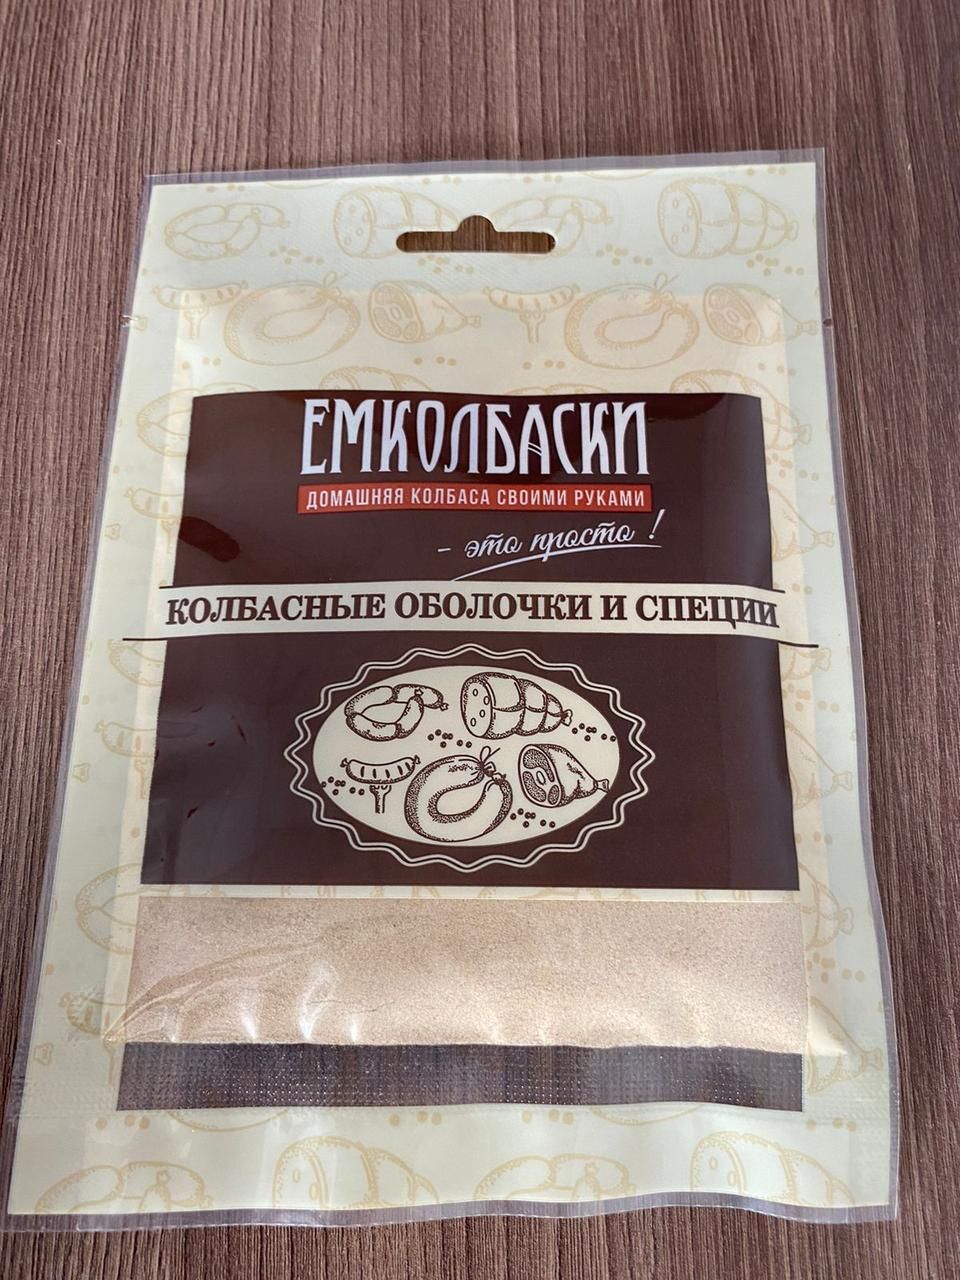 ЕМКОЛБАСКИ
ДОМАШНЯЯ КОЛБАСА СВОИМИ РУКАМИ
- это просто !
КОЛБАСНЫЕ ОБОЛОЧКИ И СПЕЦИИ